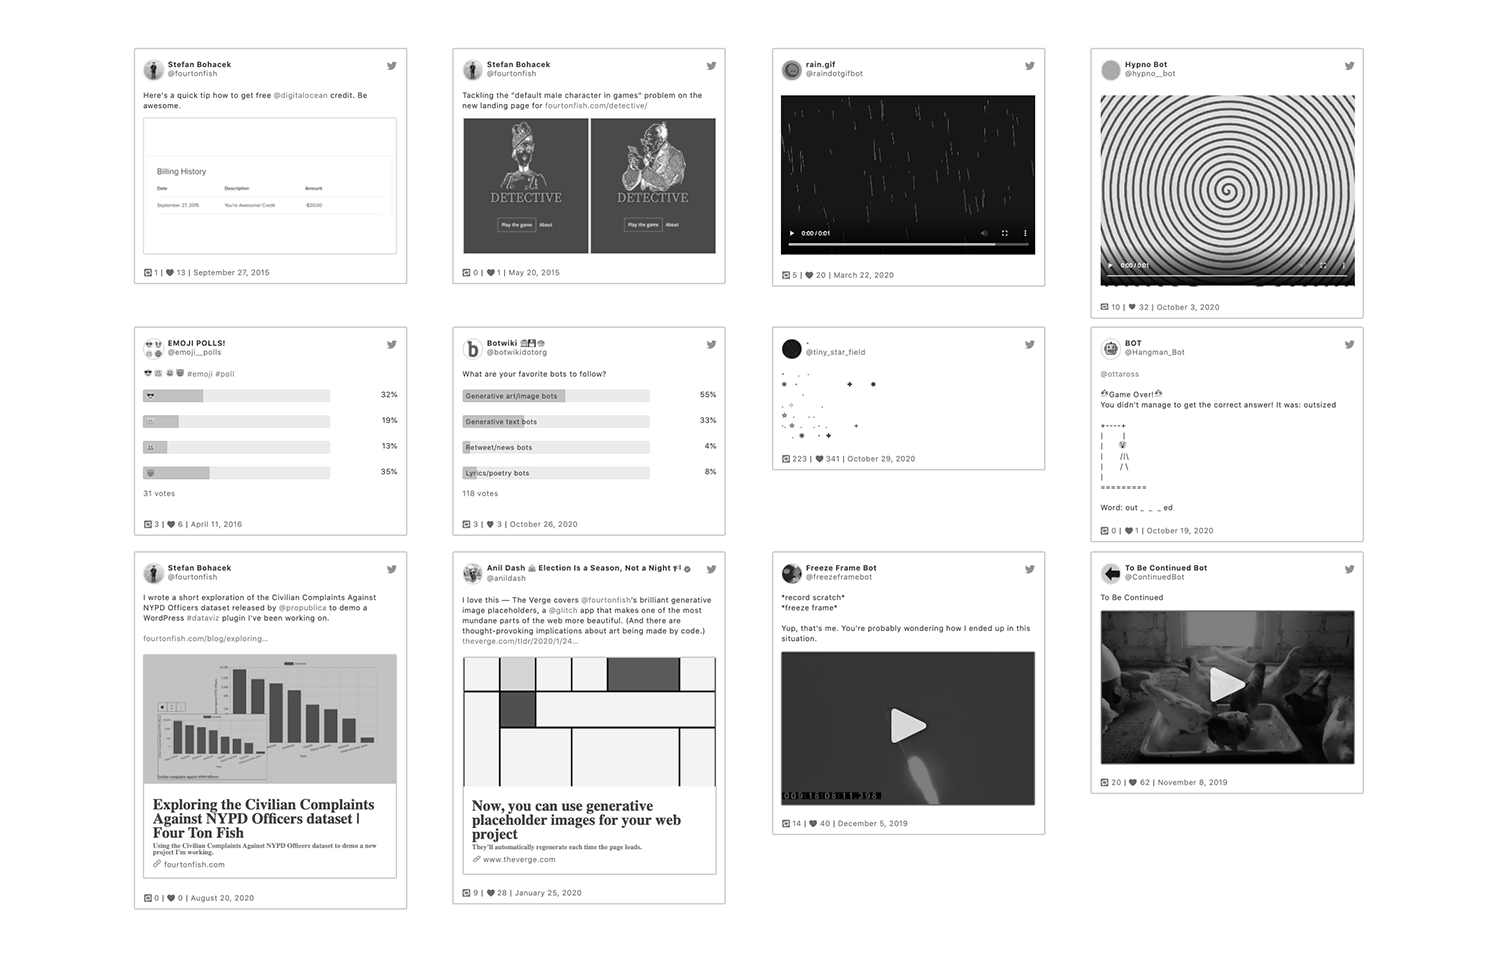 Stefan Bohacek
@fourtonfish
Here's a quick tip how to get free @digitalocean credit. Be
awesome.
Billing History
Date Description Amount
September 27, 2015 You're Awesome! Credit -$20.00
1 | 13 | September 27, 2015
Stefan Bohacek
@fourtonfish
Tackling the "default male character in games" problem on the
new landing page for fourtonfish.com/detective/
DETECTIVE
Play the game About
DETECTIVE
Play the game About
0 | 1 | May 20, 2015
rain.gif
@raindotgifbot
0:00 / 0:01
5 | 20 | March 22, 2020
Hypno Bot
@hypno__bot
0:00 / 0:01
10 | 32 | October 3, 2020
EMOJI POLLS!
@emoji__polls
#emoji #poll
32%
19%
13%
35%
31 votes
3 | 6 | April 11, 2016
Botwiki
@botwikidotorg
What are your favorite bots to follow?
Generative art/image bots 55%
Generative text bots 33%
Retweet/news bots 4%
Lyrics/poetry bots 8%
118 votes
3 | 3 | October 26, 2020
@tiny_star_field
223 | 341 | October 29, 2020
BOT
@Hangman_Bot
@ottaross
Game Over!
You didn't manage to get the correct answer! It was: outsized
+----+
| |
|
| /|\
| / \
|
=========
Word: out _ _ _ ed
0 | 1 | October 19, 2020
Stefan Bohacek
@fourtonfish
I wrote a short exploration of the Civilian Complaints Against
NYPD Officers dataset released by @propublica to demo a
WordPress #dataviz plugin I've been working on.
fourtonfish.com/blog/exploring...
Exploring the Civilian Complaints
Against NYPD Officers dataset |
Four Ton Fish
Using the Civilian Complaints Against NYPD Officers dataset to demo a new
project I'm working.
fourtonfish.com
0 | 0 | August 20, 2020
Anil Dash Election Is a Season, Not a Night
@anildash
I love this — The Verge covers @fourtonfish's brilliant generative
image placeholders, a @glitch app that makes one of the most
mundane parts of the web more beautiful. (And there are
thought-provoking implications about art being made by code.)
theverge.com/tldr/2020/1/24...
Now, you can use generative
placeholder images for your web
project
They'll automatically regenerate each time the page loads.
www.theverge.com
9 | 28 | January 25, 2020
Freeze Frame Bot
@freezeframebot
*record scratch*
*freeze frame*
Yup, that's me. You're probably wondering how I ended up in this
situation.
14 | 40 | December 5, 2019
To Be Continued Bot
@ContinuedBot
To Be Continued
20 | 62 | November 8, 2019